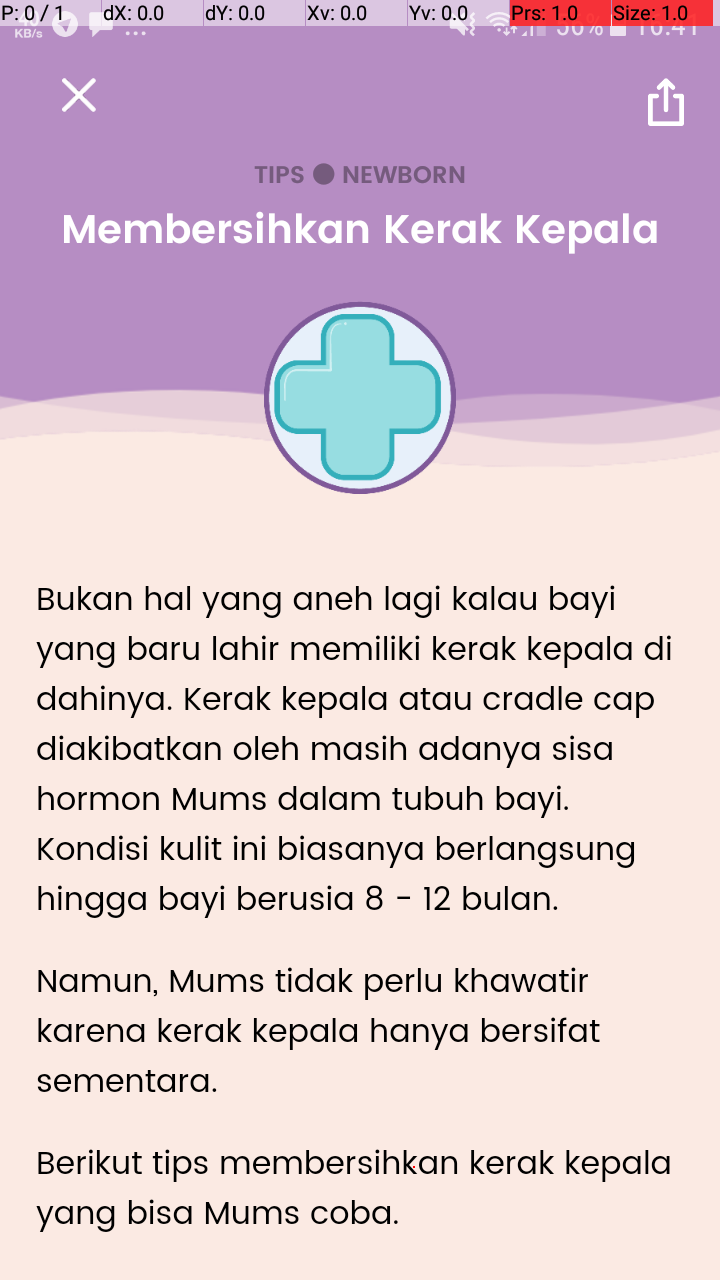 P: 0 / 1 dX: 0.0 dY: 0.0 Xv: 0.0 Yv: 0.0 Prs: 1.0 Size: 1.0
KB/s 50% 16:41
TIPS ● NEWBORN
Membersihkan Kerak Kepala
Bukan hal yang aneh lagi kalau bayi
yang baru lahir memiliki kerak kepala di
dahinya. Kerak kepala atau cradle cap
diakibatkan oleh masih adanya sisa
hormon Mums dalam tubuh bayi.
Kondisi kulit ini biasanya berlangsung
hingga bayi berusia 8 - 12 bulan.
Namun, Mums tidak perlu khawatir
karena kerak kepala hanya bersifat
sementara.
Berikut tips membersihkan kerak kepala
yang bisa Mums coba.